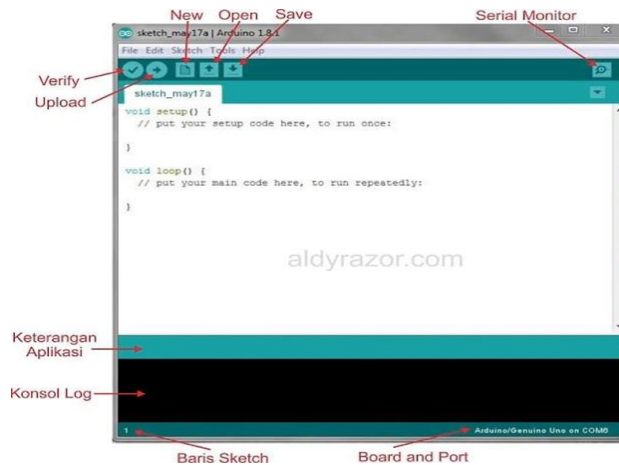 New Open Save
Serial Monitor
sketch_may17a | Arduino 1.8.1
File Edit Sketch Tools Help
Verify
Upload
sketch_may17a
void setup() {
// put your setup code here, to run once:
}
void loop() {
// put your main code here, to run repeatedly:
}
aldyrazor.com
Keterangan
Aplikasi
Konsol Log
1
Arduino/Genuino Uno on COM6
Baris Sketch
Board and Port